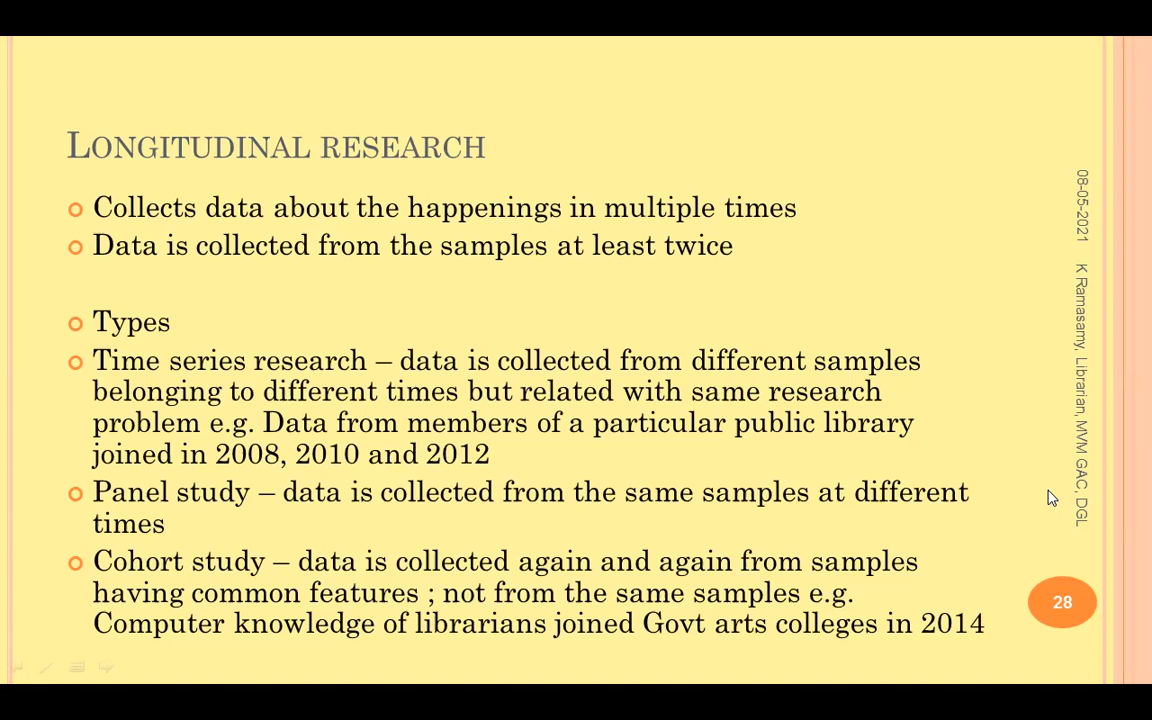 LONGITUDINAL RESEARCH
Collects data about the happenings in multiple times
Data is collected from the samples at least twice
Types
Time series research – data is collected from different samples
belonging to different times but related with same research
problem e.g. Data from members of a particular public library
joined in 2008, 2010 and 2012
Panel study – data is collected from the same samples at different
times
Cohort study – data is collected again and again from samples
having common features ; not from the same samples e.g.
Computer knowledge of librarians joined Govt arts colleges in 2014
08-05-2021
K Ramasamy, Librarian, MVM GAC, DGL
28